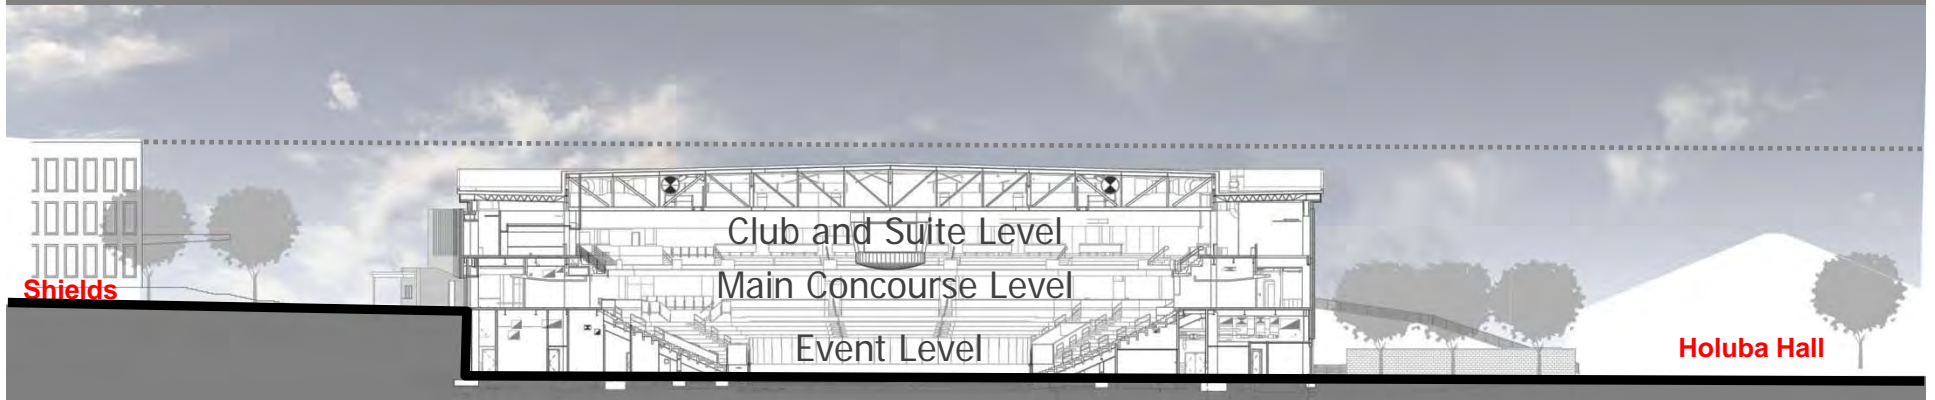 Club and Suite Level
Main Concourse Level
Shields
Event Level
Holuba Hall